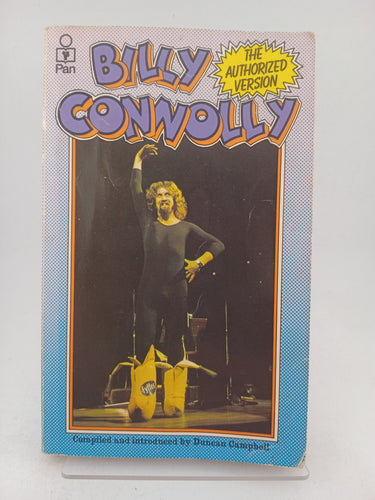 Pan
BILLY
CONNOLLY
THE
AUTHORIZED
VERSION
Compiled and introduced by Duncan Campbell